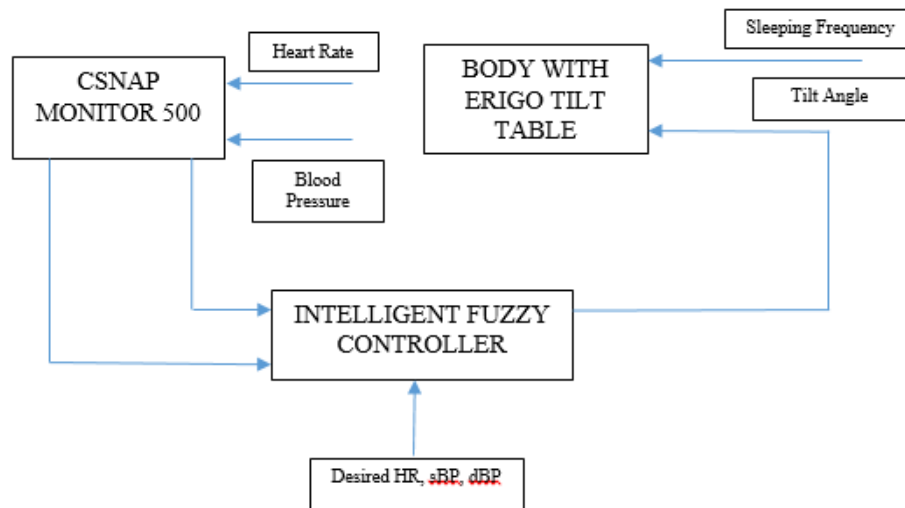 Sleeping Frequency
Heart Rate
CSNAP
MONITOR 500
BODY WITH
ERIGO TILT
TABLE
Tilt Angle
Blood
Pressure
INTELLIGENT FUZZY
CONTROLLER
Desired HR, sBP, dBP